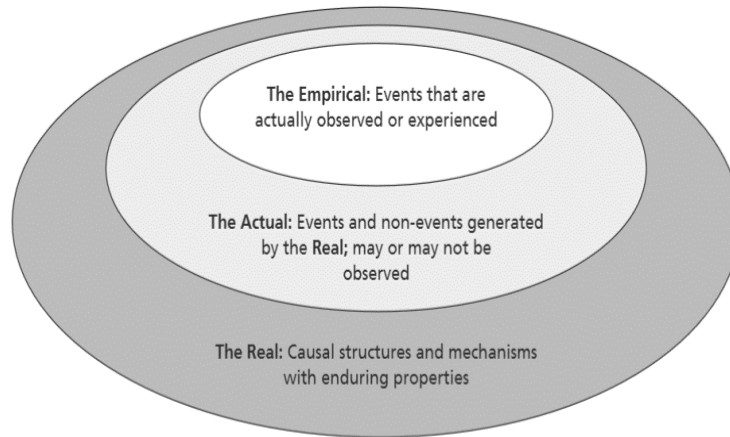 The Empirical: Events that are
actually observed or experienced
The Actual: Events and non-events generated
by the Real; may or may not be
observed
The Real: Causal structures and mechanisms
with enduring properties